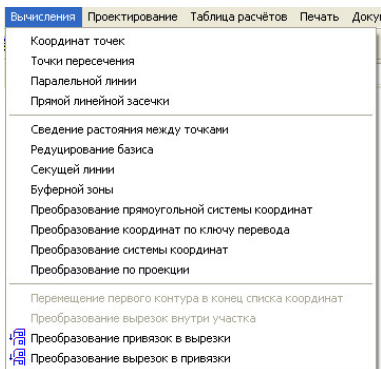 Вычисления Проектирование Таблица расчётов Печать
Координат точек
Точки пересечения
Паралельной линии
Прямой линейной засечки
Сведение растояния между точками
Редуцирование базиса
Секущей линии
Буферной зоны
Преобразование прямоугольной системы координат
Преобразование координат по ключу перевода
Преобразование системы координат
Преобразование по проекции
Перемещение первого контура в конец списка координат
Преобразование вырезок внутри участка
Преобразование привязок в вырезки
Преобразование вырезок в привязки